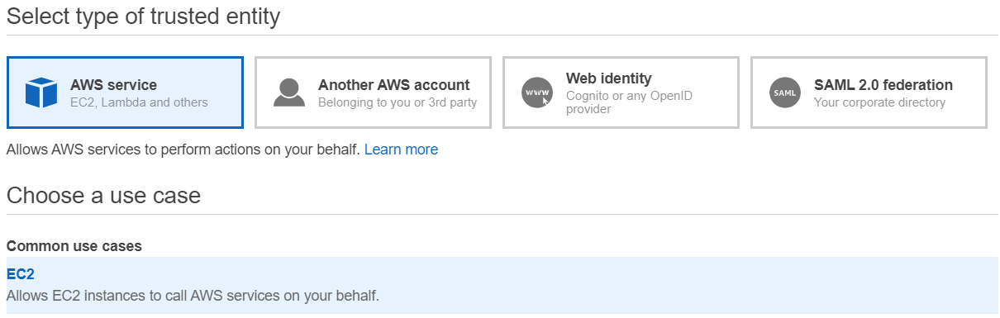 Select type of trusted entity
AWS service
EC2, Lambda and others
Another AWS account
Belonging to you or 3rd party
www
Web identity
Cognito or any OpenID
provider
SAML
SAML 2.0 federation
Your corporate directory
Allows AWS services to perform actions on your behalf. Learn more
Choose a use case
Common use cases
EC2
Allows EC2 instances to call AWS services on your behalf.